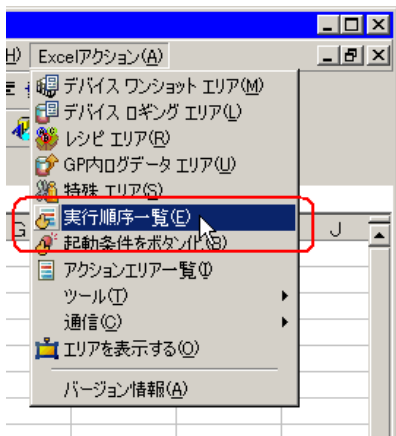 H) Excelアクション(A)
デバイス ワンショット エリア(M)
デバイス ロギング エリア(L)
レシピ エリア(R)
GP内ログデータ エリア(U)
特殊 エリア(S)
実行順序一覧(E)
起動条件をボタン化(B)
アクションエリア一覧(I)
ツール(T)
通信(C)
エリアを表示する(O)
バージョン情報(A)
G
J